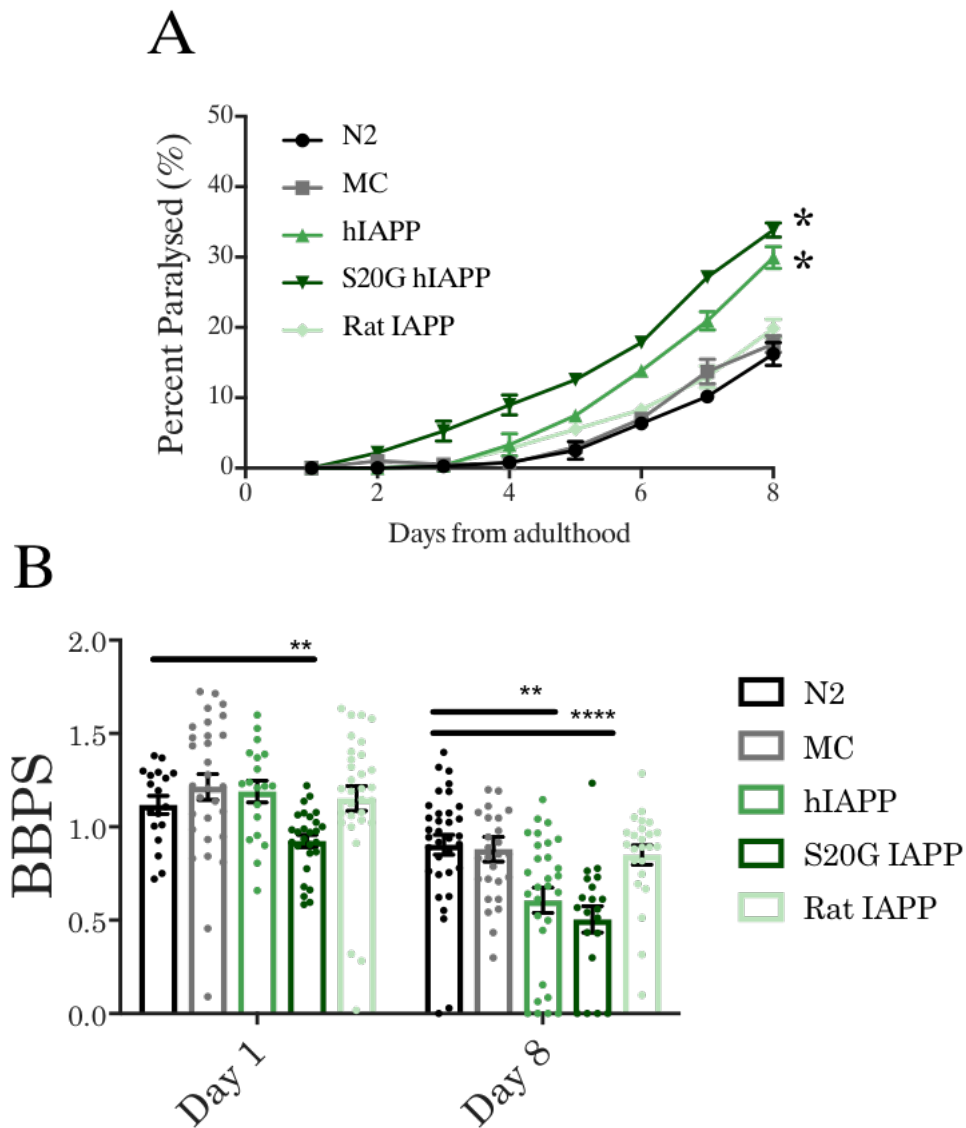 A
Percent Paralysed (%)
50
40
30
20
10
0
N2
MC
hIAPP
S20G hIAPP
Rat IAPP
*
*
0 2 4 6 8
Days from adulthood
B
BBPS
2.0
1.5
1.0
0.5
0.0
**
**
****
Day 1
Day 8
N2
MC
hIAPP
S20G IAPP
Rat IAPP